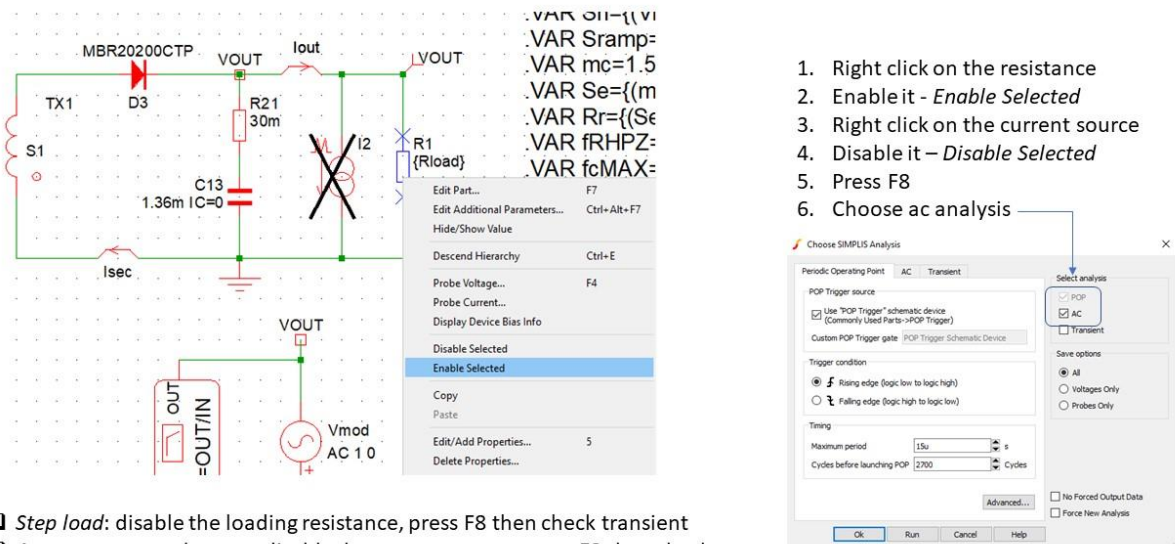 .VAR Sramp=
.VAR mc=1.5
.VAR Se={(m
.VAR Rr={(Se
.VAR fRHPZ=
.VAR fcMAX=
MBR20200CTP
VOUT
Iout
VOUT
TX1
D3
R21
30m
I2
R1
{Rload}
S1
C13
1.36m IC=0
Isec
VOUT
OUT
=OUT/IN
Vmod
AC 1 0
Edit Part... F7
Edit Additional Parameters... Ctrl+Alt+F7
Hide/Show Value
Descend Hierarchy Ctrl+E
Probe Voltage... F4
Probe Current...
Display Device Bias Info
Disable Selected
Enable Selected
Copy
Paste
Edit/Add Properties... 5
Delete Properties...
1. Right click on the resistance
2. Enable it - Enable Selected
3. Right click on the current source
4. Disable it – Disable Selected
5. Press F8
6. Choose ac analysis
Choose SIMPLIS Analysis
Periodic Operating Point AC Transient
POP Trigger source
Use "POP Trigger" schematic device
(Commonly Used Parts->POP Trigger)
Custom POP Trigger gate POP Trigger Schematic Device
Trigger condition
Rising edge (logic low to logic high)
Falling edge (logic high to logic low)
Timing
Maximum period 15u s
Cycles before launching POP 2700 Cycles
Advanced...
Select analysis
POP
AC
Transient
Save options
All
Voltages Only
Probes Only
No Forced Output Data
Force New Analysis
Ok Run Cancel Help
Step load: disable the loading resistance, press F8 then check transient